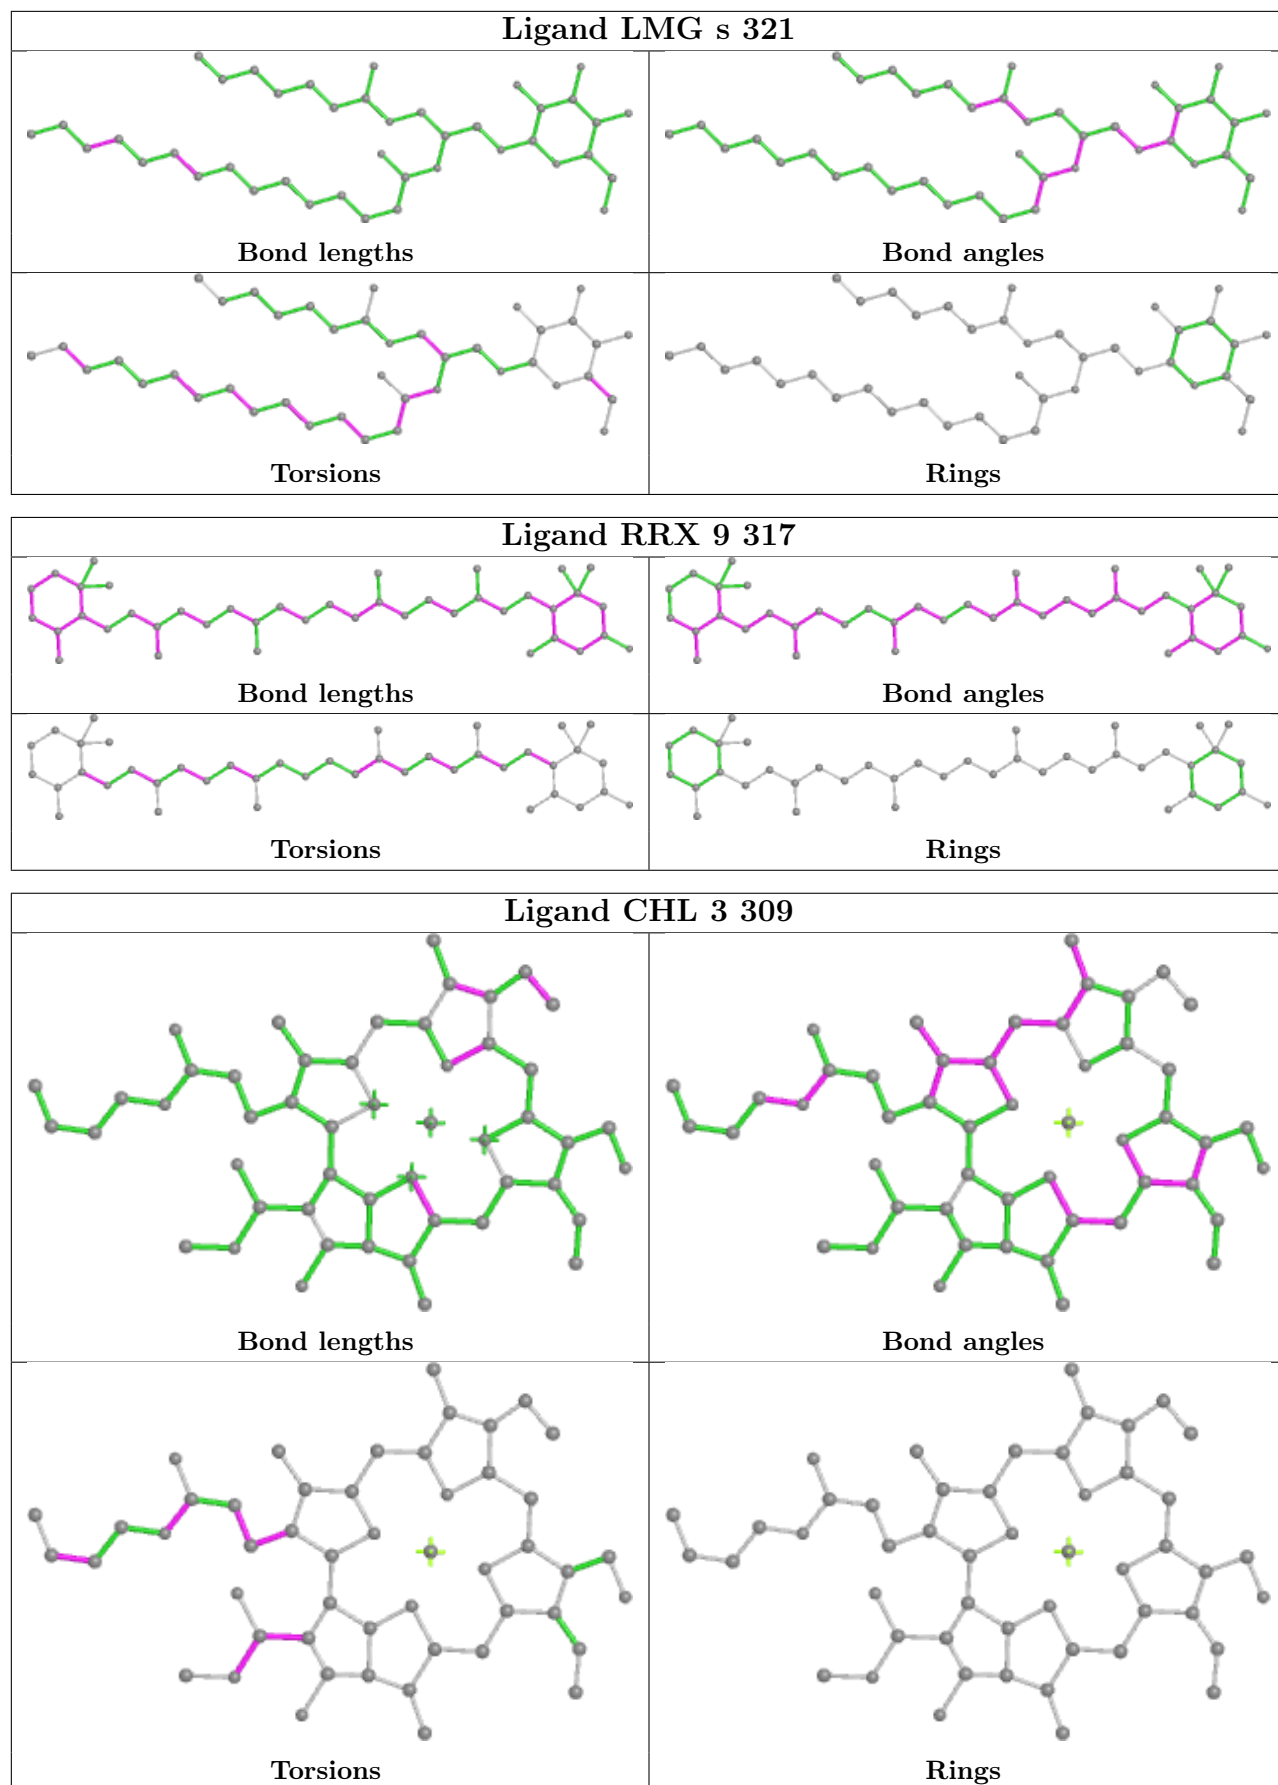 Ligand LMG s 321
Bond lengths
Bond angles
Torsions
Rings
Ligand RRX 9 317
Bond lengths
Bond angles
Torsions
Rings
Ligand CHL 3 309
Bond lengths
Bond angles
Torsions
Rings